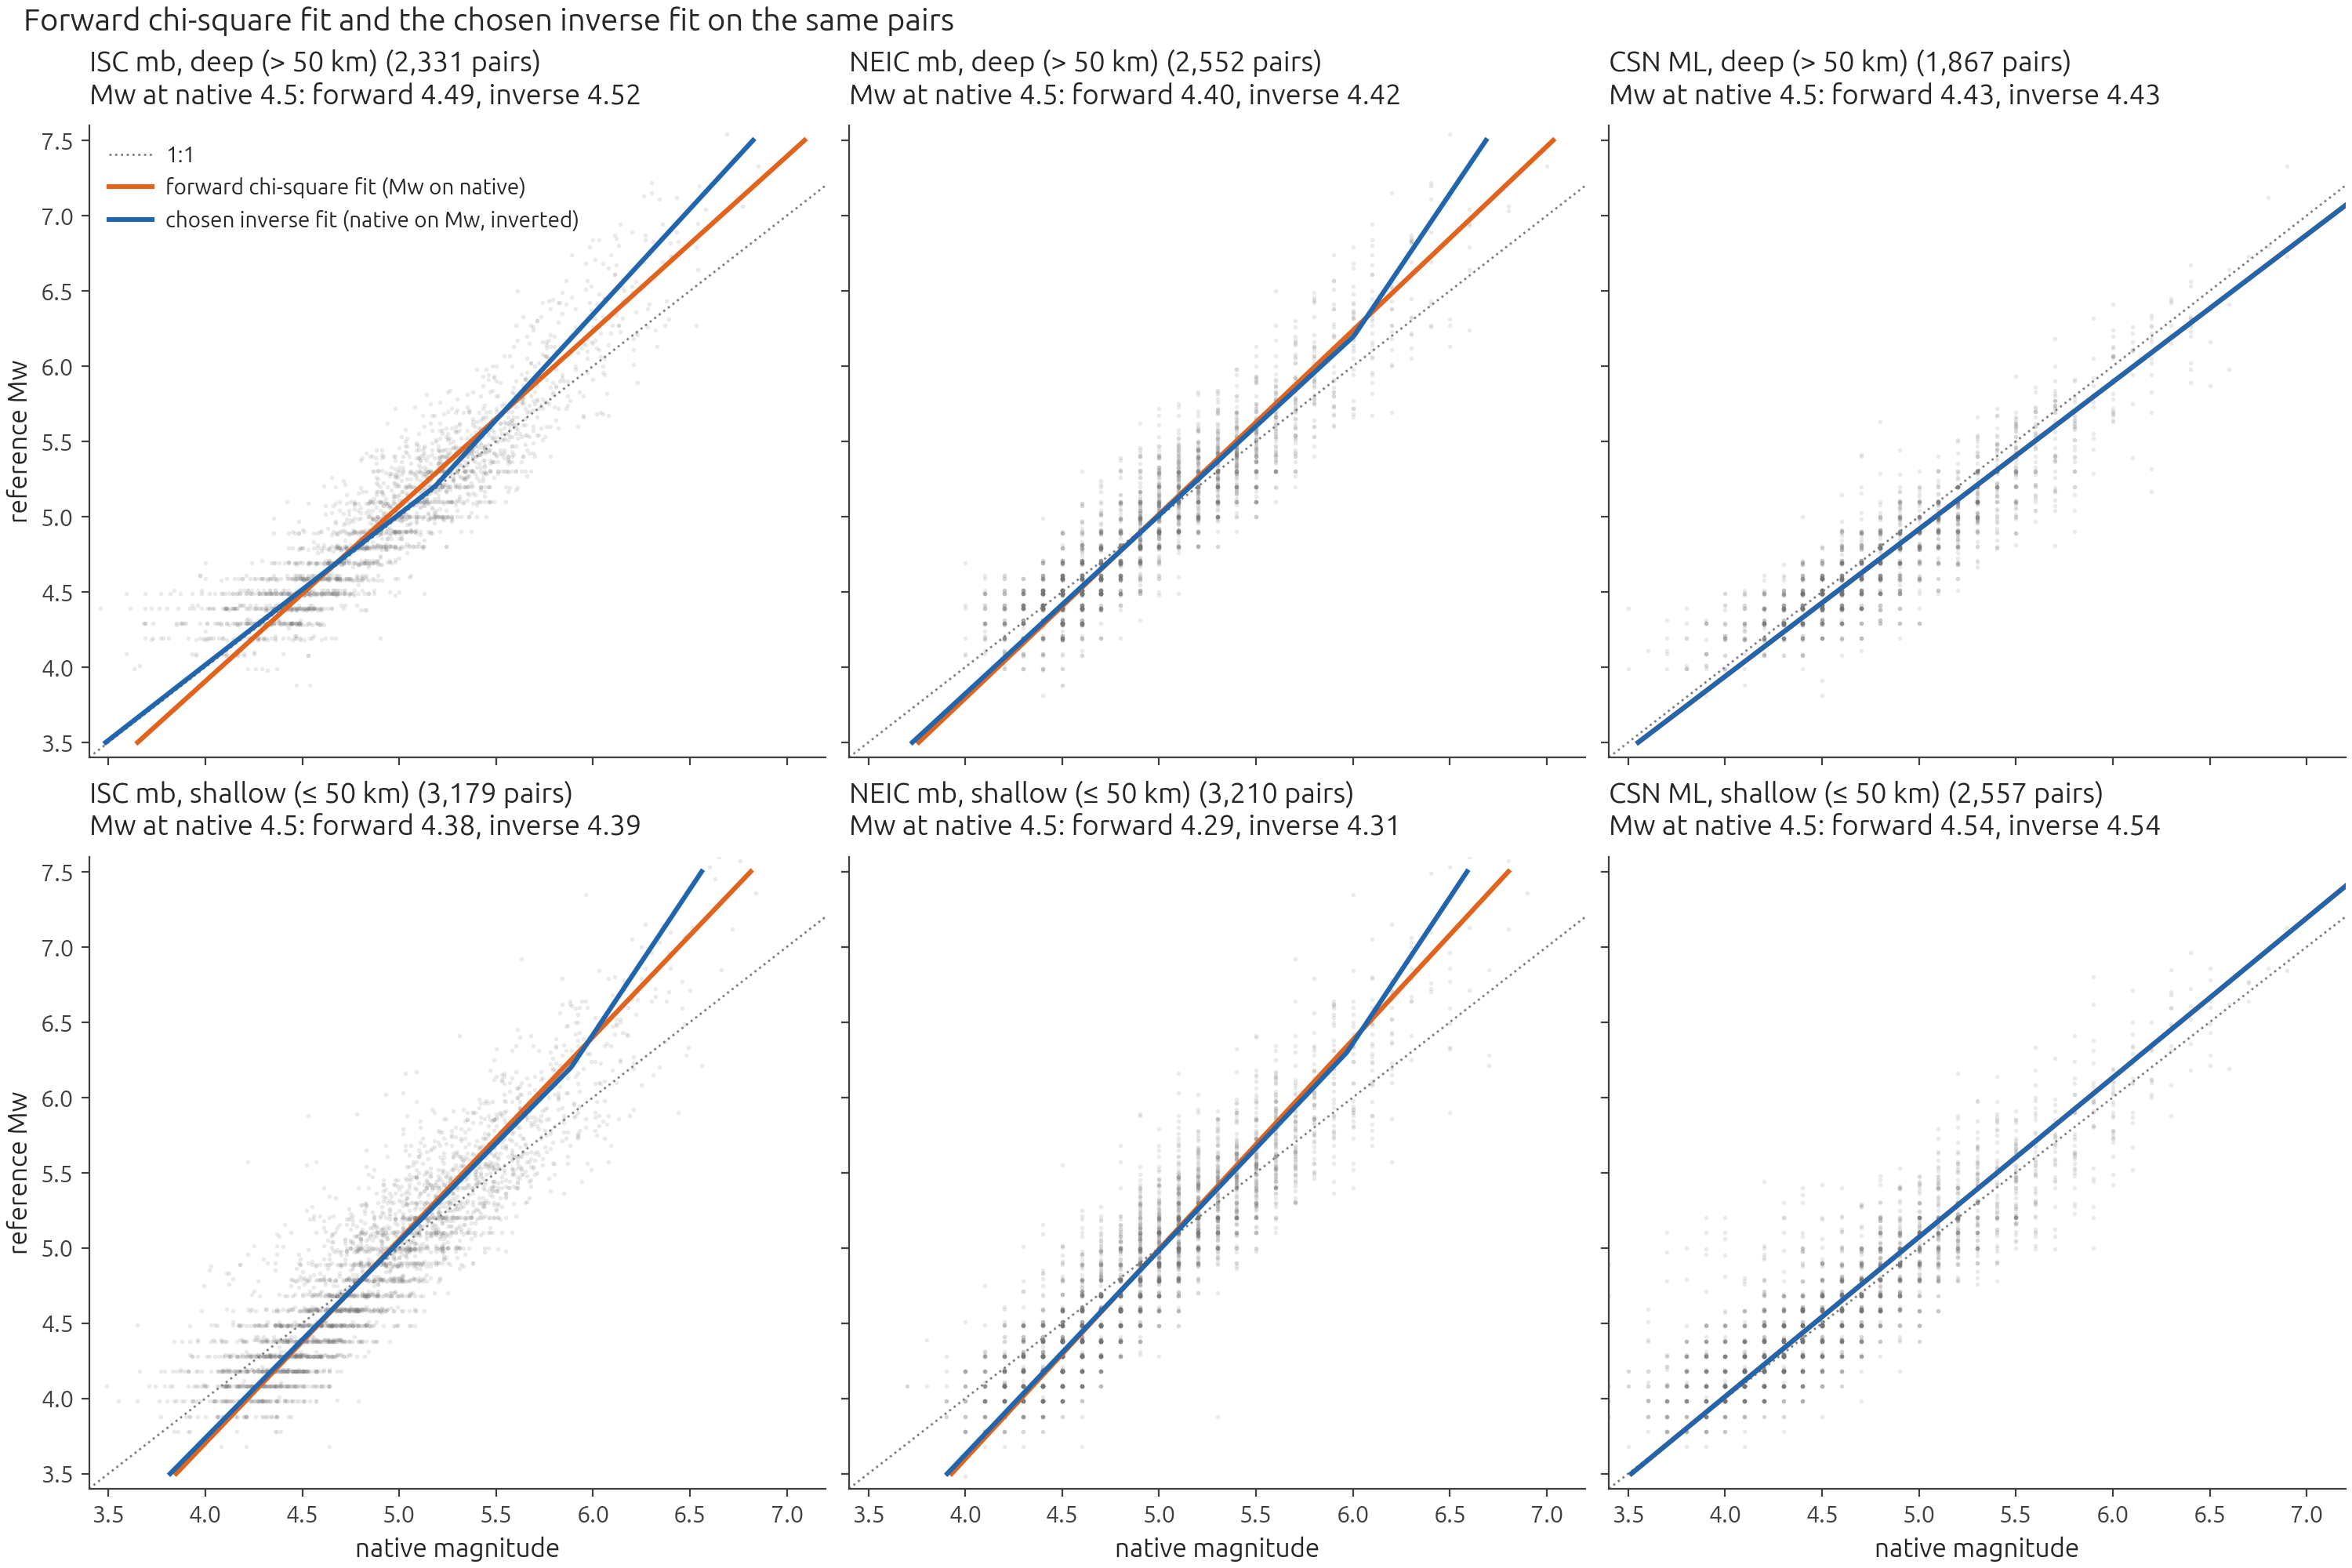 Forward chi-square fit and the chosen inverse fit on the same pairs
ISC mb, deep (> 50 km) (2,331 pairs)
Mw at native 4.5: forward 4.49, inverse 4.52
NEIC mb, deep (> 50 km) (2,552 pairs)
Mw at native 4.5: forward 4.40, inverse 4.42
CSN ML, deep (> 50 km) (1,867 pairs)
Mw at native 4.5: forward 4.43, inverse 4.43
reference Mw
7.5
7.0
6.5
6.0
5.5
5.0
4.5
4.0
3.5
1:1
forward chi-square fit (Mw on native)
chosen inverse fit (native on Mw, inverted)
ISC mb, shallow (≤ 50 km) (3,179 pairs)
Mw at native 4.5: forward 4.38, inverse 4.39
NEIC mb, shallow (≤ 50 km) (3,210 pairs)
Mw at native 4.5: forward 4.29, inverse 4.31
CSN ML, shallow (≤ 50 km) (2,557 pairs)
Mw at native 4.5: forward 4.54, inverse 4.54
reference Mw
7.5
7.0
6.5
6.0
5.5
5.0
4.5
4.0
3.5
3.5 4.0 4.5 5.0 5.5 6.0 6.5 7.0
native magnitude
3.5 4.0 4.5 5.0 5.5 6.0 6.5 7.0
native magnitude
3.5 4.0 4.5 5.0 5.5 6.0 6.5 7.0
native magnitude